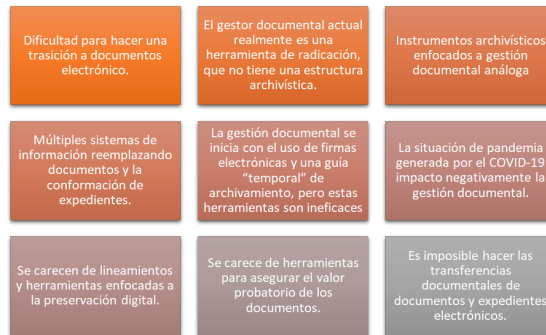 Dificultad para hacer una
trasición a documentos
electrónico.
El gestor documental actual
realmente es una
herramienta de radicación,
que no tiene una estructura
archivística.
Instrumentos archivísticos
enfocados a gestión
documental análoga
Múltiples sistemas de
información reemplazando
documentos y la
conformación de
expedientes.
La gestión documental se
inicia con el uso de firmas
electrónicas y una guía
“temporal” de
archivamiento, pero estas
herramientas son ineficaces
La situación de pandemia
generada por el COVID-19
impacto negativamente la
gestión documental.
Se carecen de lineamientos
y herramientas enfocadas a
la preservación digital.
Se carece de herramientas
para asegurar el valor
probatorio de los
documentos.
Es imposible hacer las
transferencias
documentales de
documentos y expedientes
electrónicos.